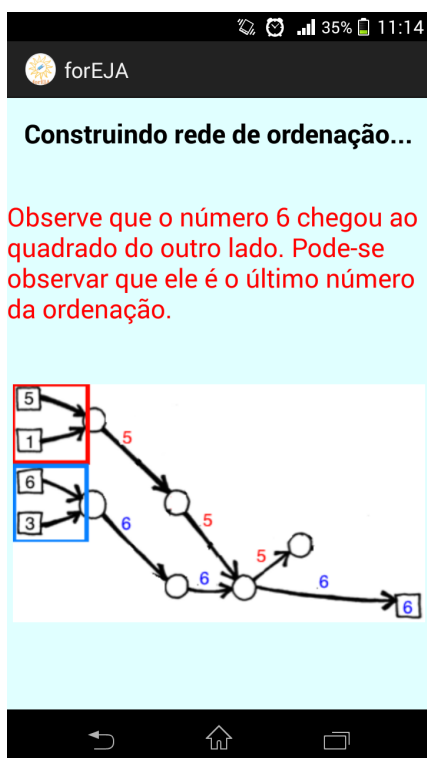 35% 11:14
forEJA
Construindo rede de ordenação...
Observe que o número 6 chegou ao
quadrado do outro lado. Pode-se
observar que ele é o último número
da ordenação.
5
1
5
6
3
6
5
6
5
6
6